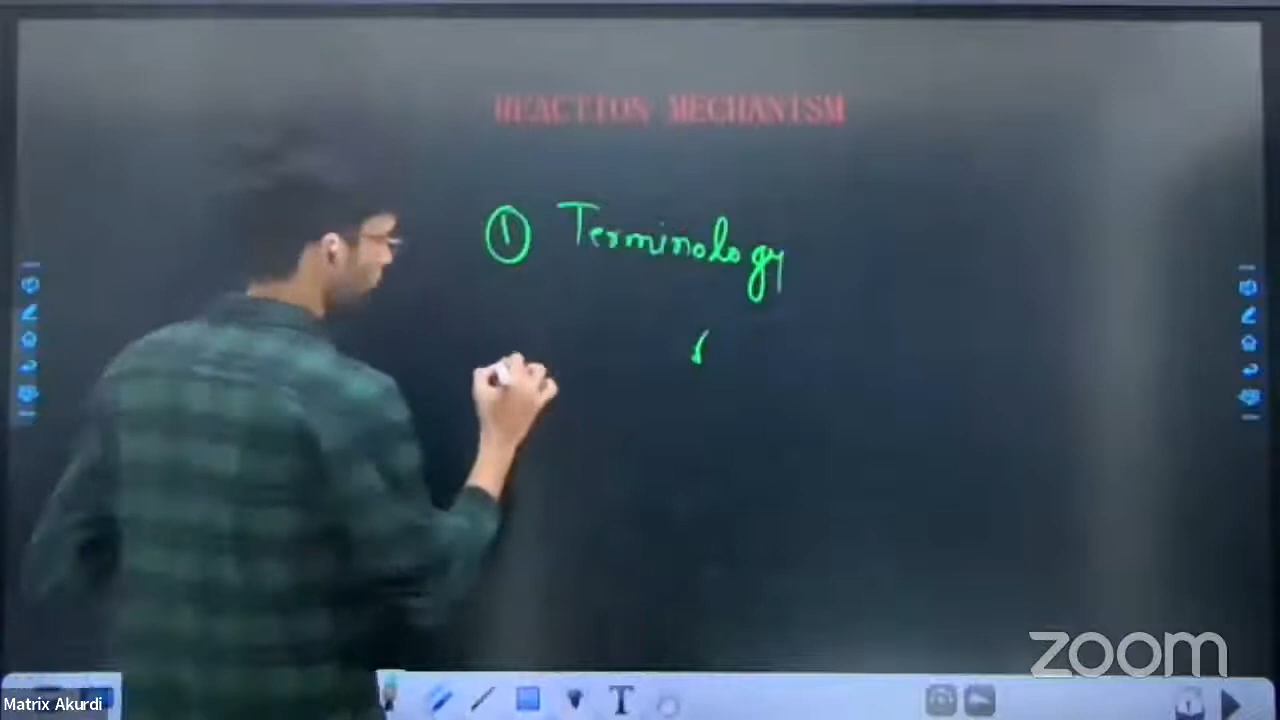 REACTION MECHANISM
① Terminology
zoom
Matrix Akurdi
T